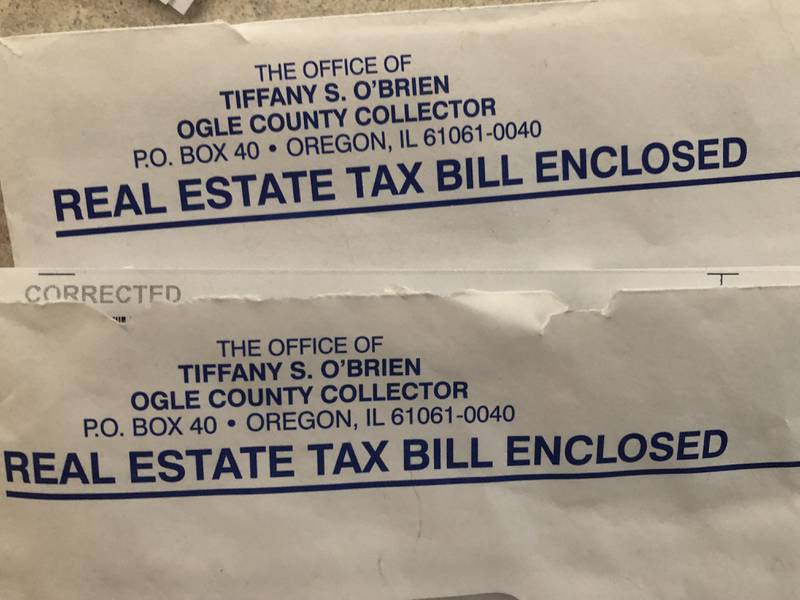 THE OFFICE OF
TIFFANY S. O'BRIEN
OGLE COUNTY COLLECTOR
P.O. BOX 40 • OREGON, IL 61061-0040
REAL ESTATE TAX BILL ENCLOSED
CORRECTED
THE OFFICE OF
TIFFANY S. O'BRIEN
OGLE COUNTY COLLECTOR
P.O. BOX 40 • OREGON, IL 61061-0040
REAL ESTATE TAX BILL ENCLOSED